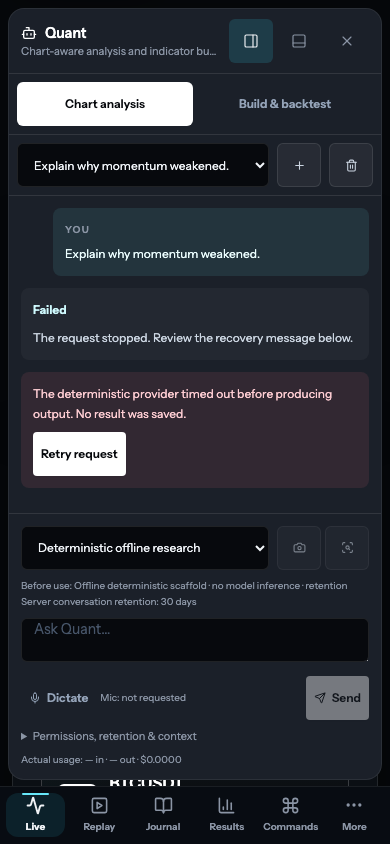 Quant
Chart-aware analysis and indicator bu...
Chart analysis
Build & backtest
Explain why momentum weakened.
YOU
Explain why momentum weakened.
Failed
The request stopped. Review the recovery message below.
The deterministic provider timed out before producing
output. No result was saved.
Retry request
Deterministic offline research
Before use: Offline deterministic scaffold · no model inference · retention
Server conversation retention: 30 days
Ask Quant...
Dictate
Mic: not requested
Send
Permissions, retention & context
Actual usage: — in · — out · $0.0000
BTCUSDT
Live
Replay
Journal
Results
Commands
More